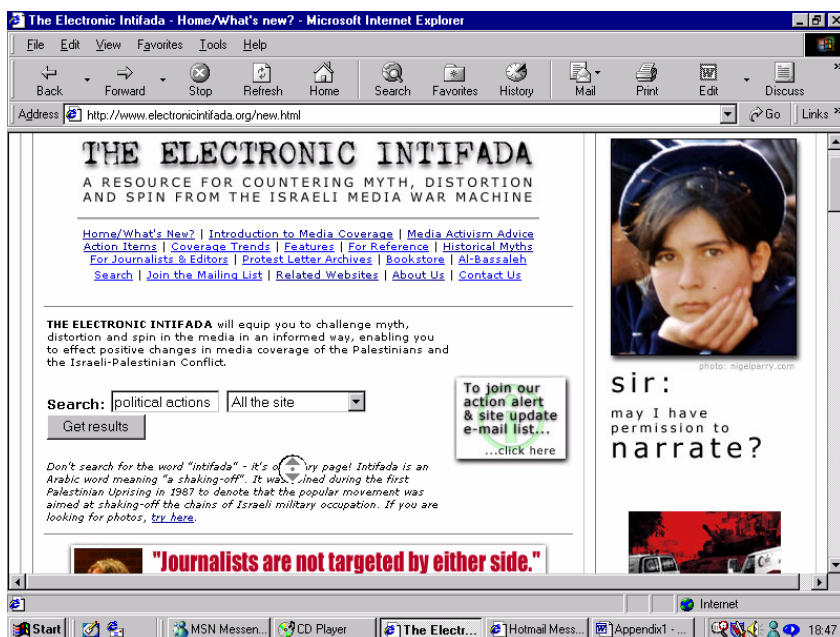 The Electronic Intifada - Home/What's new? - Microsoft Internet Explorer
File Edit View Favorites Tools Help
Back Forward Stop Refresh Home Search Favorites History Mail Print Edit Discuss
Address http://www.electronicintifada.org/new.html Go Links
THE ELECTRONIC INTIFADA
A RESOURCE FOR COUNTERING MYTH, DISTORTION
AND SPIN FROM THE ISRAELI MEDIA WAR MACHINE
Home/What's New? | Introduction to Media Coverage | Media Activism Advice
Action Items | Coverage Trends | Features | For Reference | Historical Myths
For Journalists & Editors | Protest Letter Archives | Bookstore | Al-Bassaleh
Search | Join the Mailing List | Related Websites | About Us | Contact Us
THE ELECTRONIC INTIFADA will equip you to challenge myth,
distortion and spin in the media in an informed way, enabling you
to effect positive changes in media coverage of the Palestinians and
the Israeli-Palestinian Conflict.
Search: political actions All the site
Get results
To join our
action alert
& site update
e-mail list...
...click here
Don't search for the word "intifada" - it's o ry page! Intifada is an
Arabic word meaning "a shaking-off". It wa ined during the first
Palestinian Uprising in 1987 to denote that the popular movement was
aimed at shaking-off the chains of Israeli military occupation. If you are
looking for photos, try here.
"Journalists are not targeted by either side."
photo: nigelparry.com
sir:
may I have
permission to
narrate?
Internet
Start MSN Messen... CD Player The Electr... Hotmail Mess... Appendix1 - ... 18:47